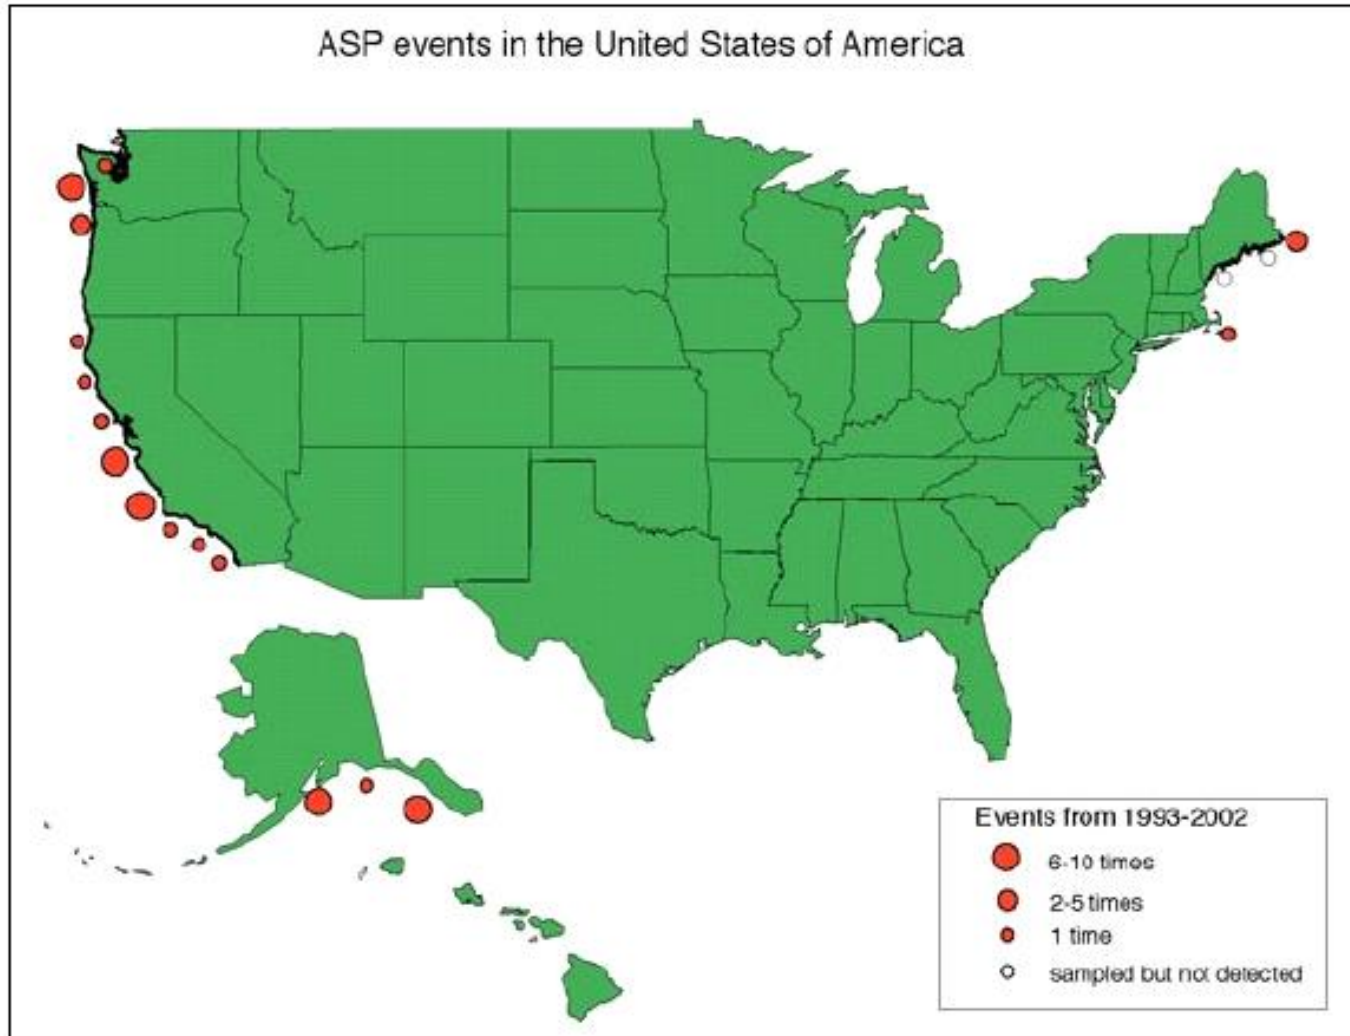 ASP events in the United States of America
Events from 1993-2002
6-10 times
2-5 times
1 time
sampled but not detected